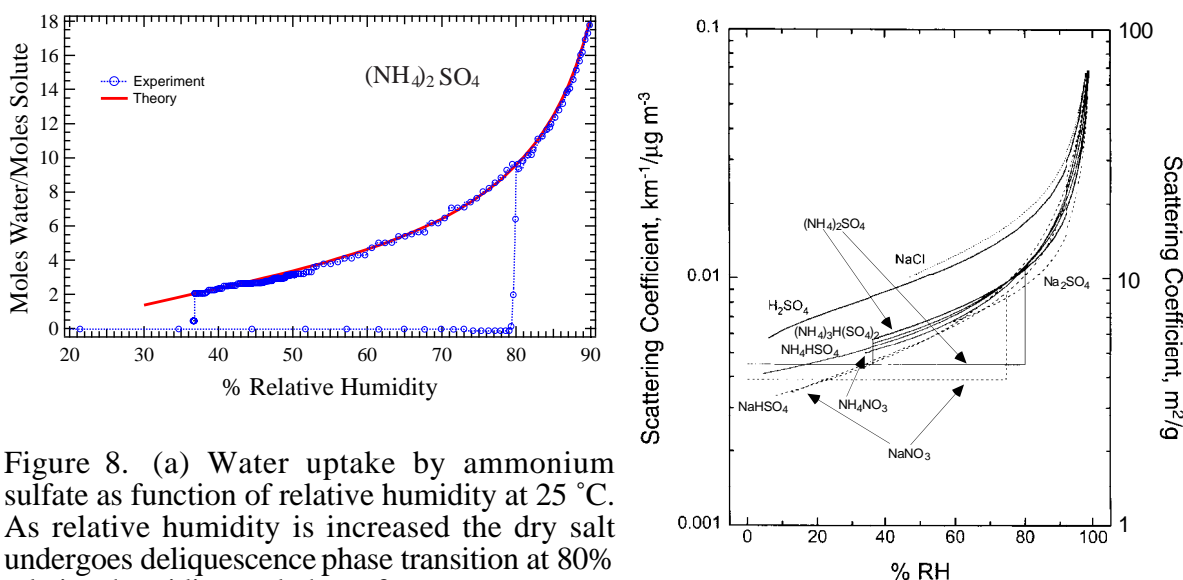 18
16
14
12
10
8
6
4
2
0
Moles Water/Moles Solute
Experiment
Theory
(NH4)2 SO4
20
30
40
50
60
70
80
90
% Relative Humidity
Figure 8. (a) Water uptake by ammonium
sulfate as function of relative humidity at 25 ˚C.
As relative humidity is increased the dry salt
undergoes deliquescence phase transition at 80%
0.1
0.01
0.001
Scattering Coefficient, km-1/µg m-3
100
10
1
Scattering Coefficient, m2/g
(NH4)2SO4
NaCl
H2SO4
Na2SO4
(NH4)3H(SO4)2
NH4HSO4
NaHSO4
NH4NO3
NaNO3
0
20
40
60
80
100
% RH